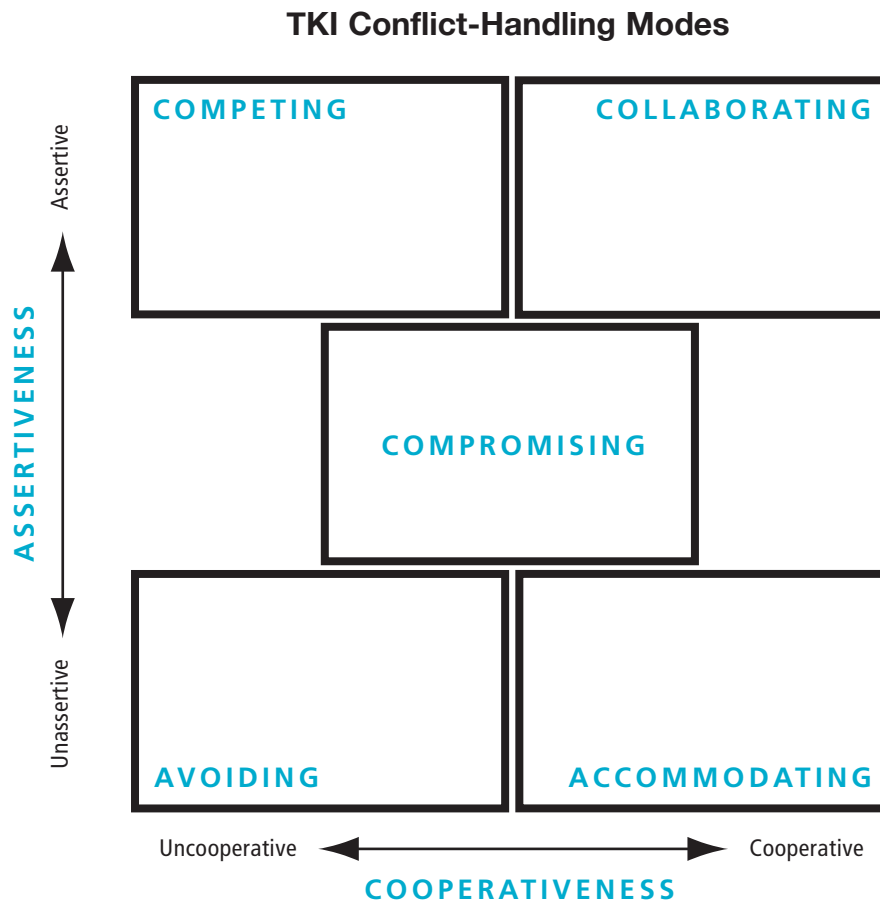 TKI Conflict-Handling Modes
COMPETING
COLLABORATING
Assertive
ASSERTIVENESS
COMPROMISING
Unassertive
AVOIDING
ACCOMMODATING
Uncooperative
Cooperative
COOPERATIVENESS